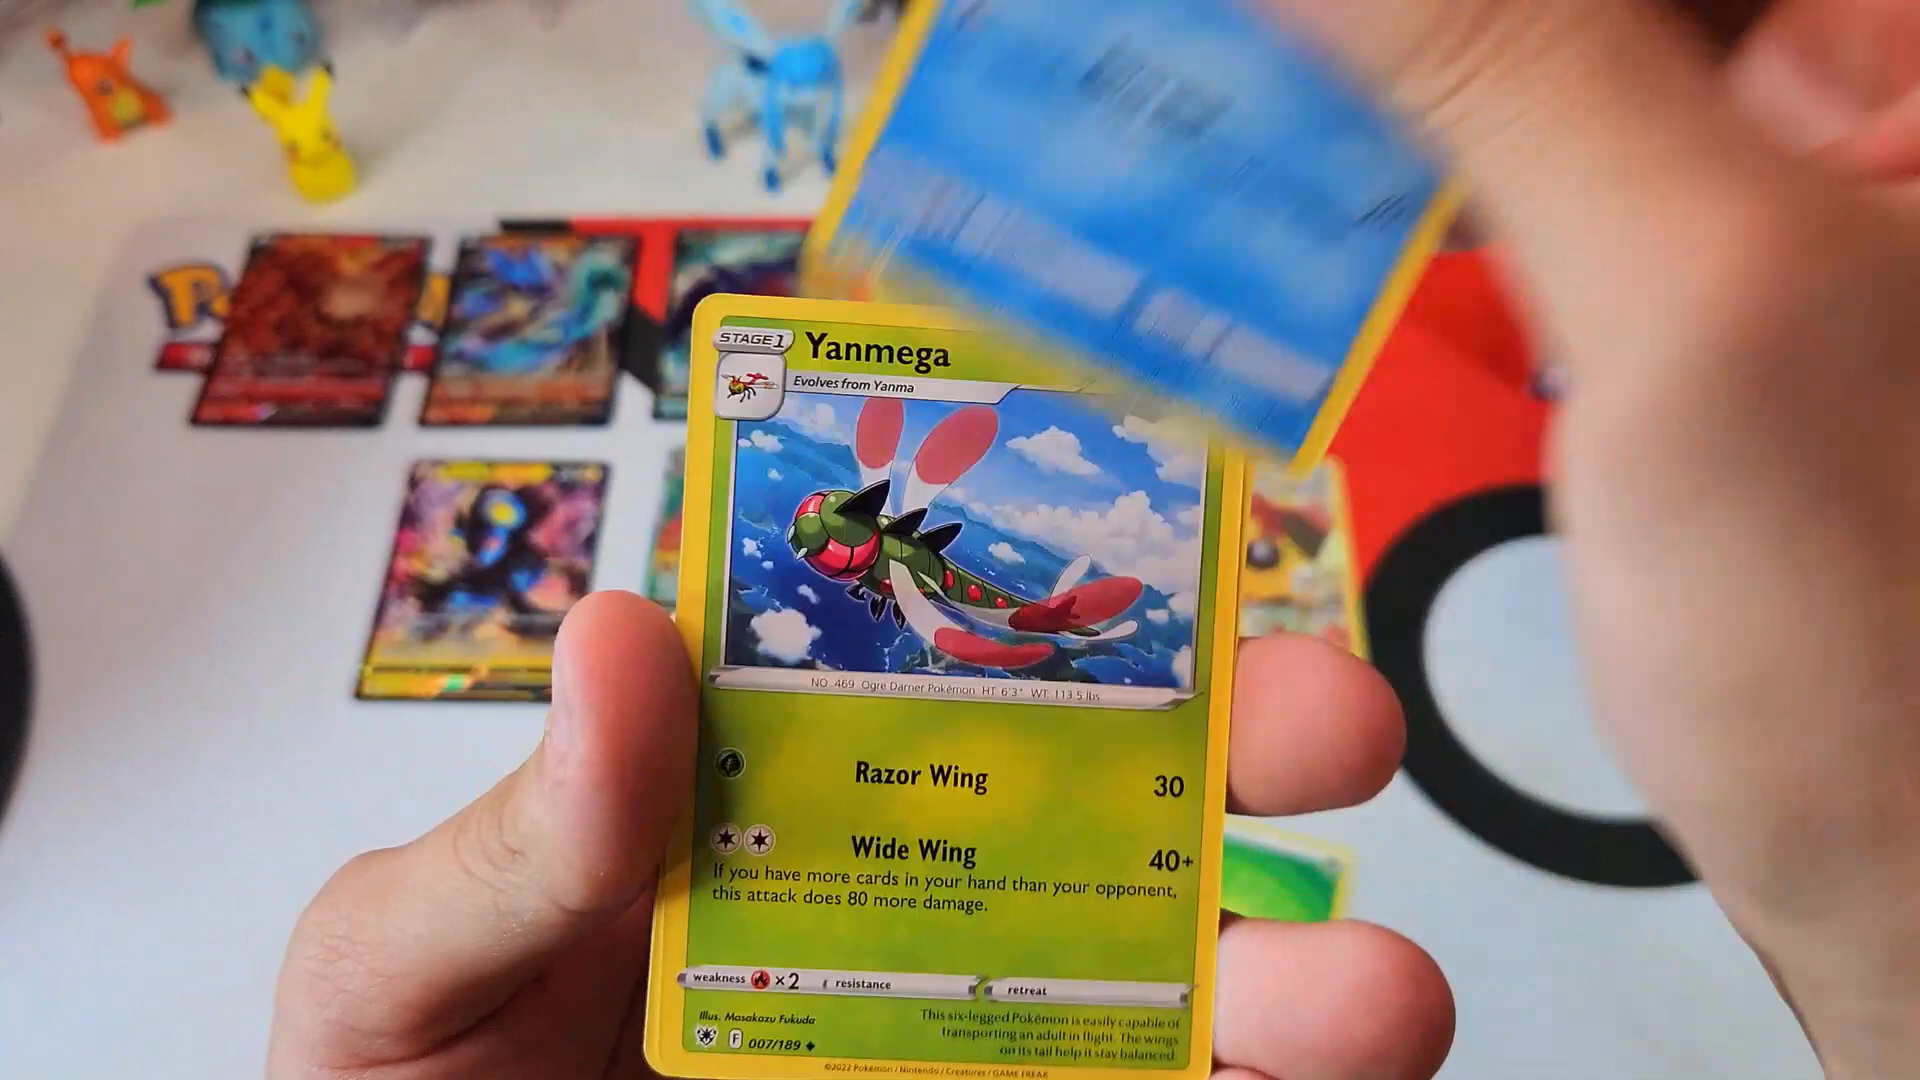 STAGE 1
Yanmega
Evolves from Yanma
NO. 469 Ogre Darner Pokémon HT: 6'3" WT: 113.5 lbs.
Razor Wing 30
Wide Wing 40+
If you have more cards in your hand than your opponent,
this attack does 80 more damage.
weakness ×2 resistance retreat
Illus. Masakazu Fukuda
This six-legged Pokémon is easily capable of
transporting an adult in flight. The wings
on its tail help it stay balanced.
F 007/189
©2022 Pokémon / Nintendo / Creatures / GAME FREAK